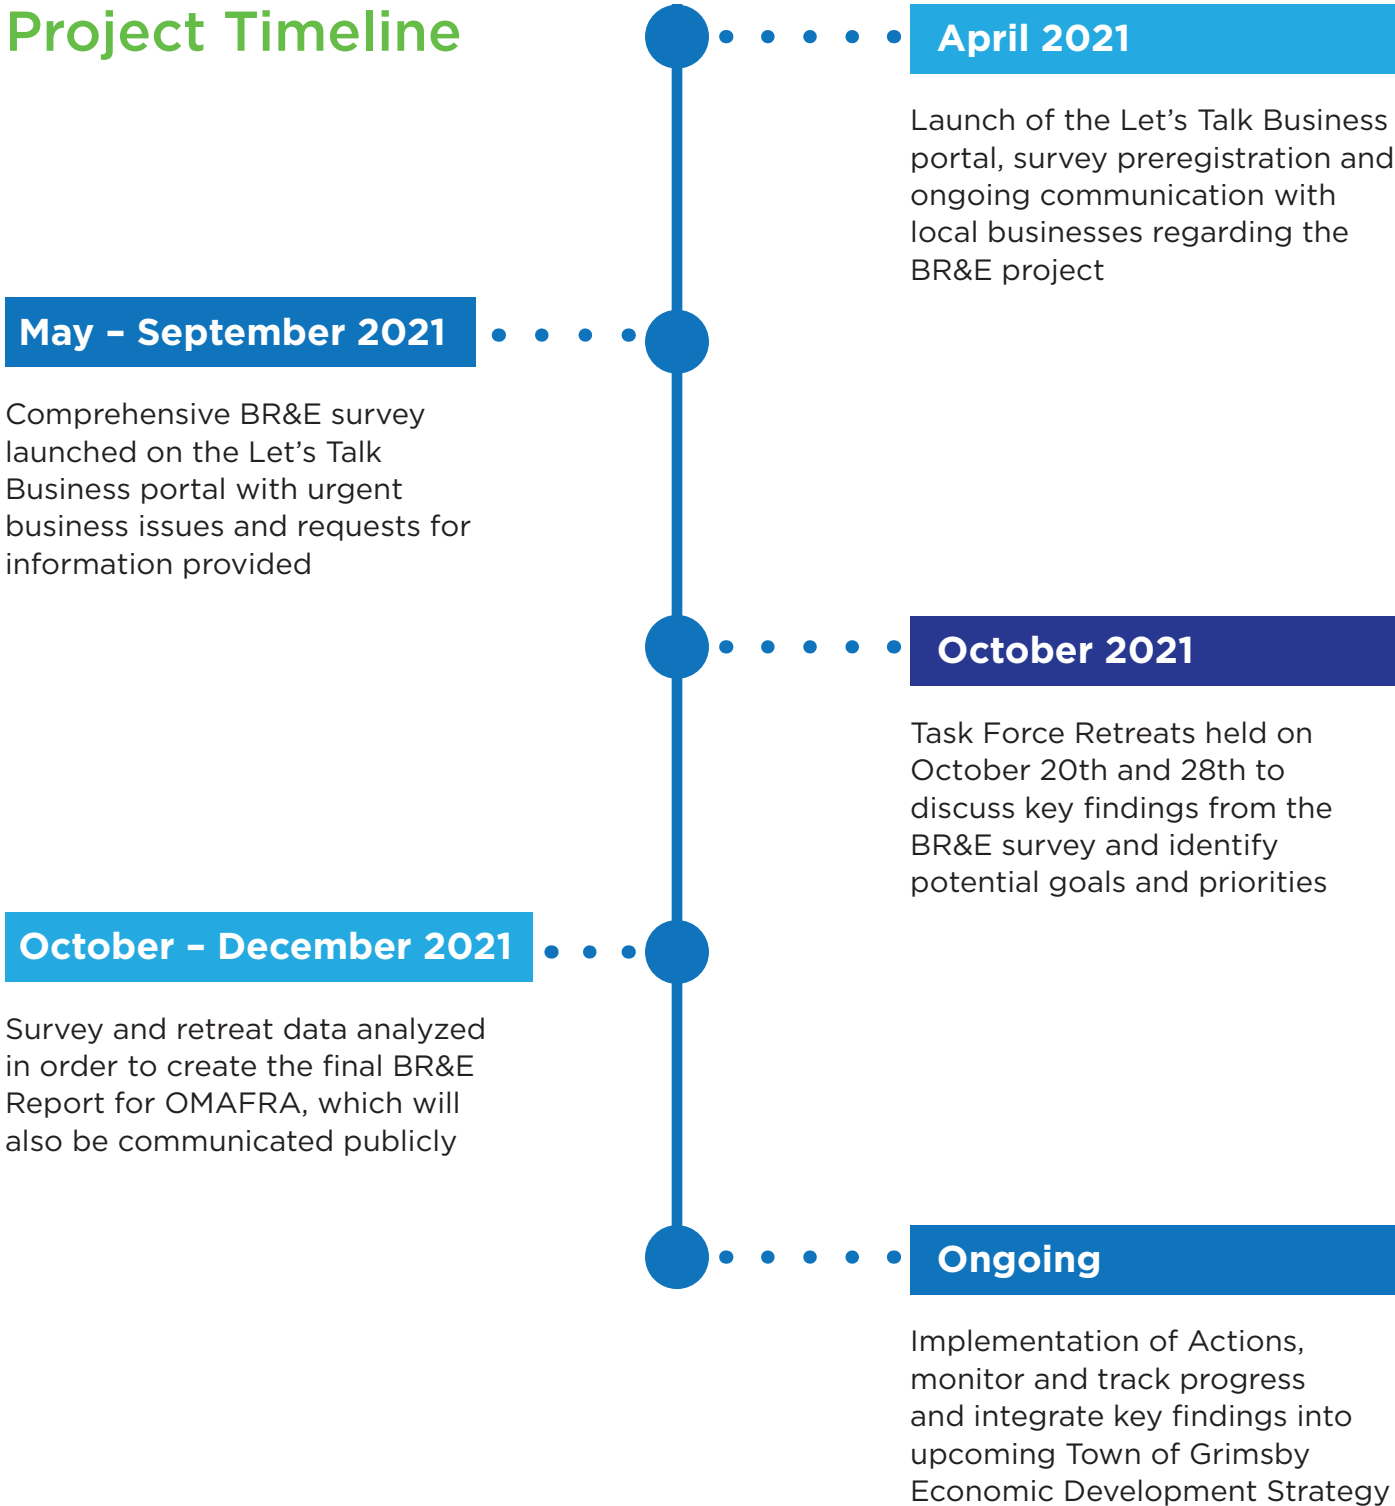 Project Timeline
April 2021
Launch of the Let’s Talk Business
portal, survey preregistration and
ongoing communication with
local businesses regarding the
BR&E project
May – September 2021
Comprehensive BR&E survey
launched on the Let’s Talk
Business portal with urgent
business issues and requests for
information provided
October 2021
Task Force Retreats held on
October 20th and 28th to
discuss key findings from the
BR&E survey and identify
potential goals and priorities
October – December 2021
Survey and retreat data analyzed
in order to create the final BR&E
Report for OMAFRA, which will
also be communicated publicly
Ongoing
Implementation of Actions,
monitor and track progress
and integrate key findings into
upcoming Town of Grimsby
Economic Development Strategy